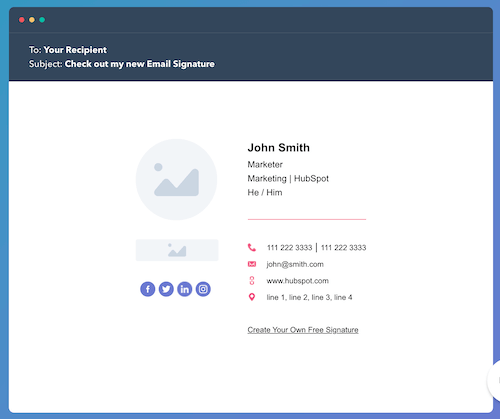 To: Your Recipient
Subject: Check out my new Email Signature
John Smith
Marketer
Marketing | HubSpot
He / Him
111 222 3333 | 111 222 3333
john@smith.com
www.hubspot.com
line 1, line 2, line 3, line 4
Create Your Own Free Signature